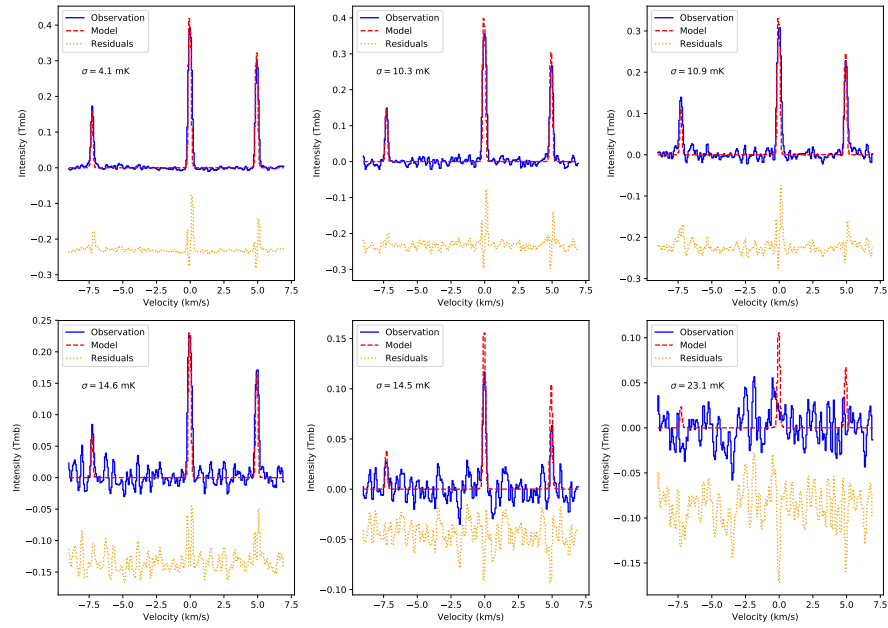 Observation
Model
Residuals
σ = 4.1 mK
Intensity (Tmb)
0.4
0.3
0.2
0.1
0.0
−0.1
−0.2
−0.3
−7.5 −5.0 −2.5 0.0 2.5 5.0 7.5
Velocity (km/s)
Observation
Model
Residuals
σ = 10.3 mK
Intensity (Tmb)
0.4
0.3
0.2
0.1
0.0
−0.1
−0.2
−0.3
−7.5 −5.0 −2.5 0.0 2.5 5.0 7.5
Velocity (km/s)
Observation
Model
Residuals
σ = 10.9 mK
Intensity (Tmb)
0.3
0.2
0.1
0.0
−0.1
−0.2
−0.3
−7.5 −5.0 −2.5 0.0 2.5 5.0 7.5
Velocity (km/s)
Observation
Model
Residuals
σ = 14.6 mK
Intensity (Tmb)
0.25
0.20
0.15
0.10
0.05
0.00
−0.05
−0.10
−0.15
−7.5 −5.0 −2.5 0.0 2.5 5.0 7.5
Velocity (km/s)
Observation
Model
Residuals
σ = 14.5 mK
Intensity (Tmb)
0.15
0.10
0.05
0.00
−0.05
−0.10
−7.5 −5.0 −2.5 0.0 2.5 5.0 7.5
Velocity (km/s)
Observation
Model
Residuals
σ = 23.1 mK
Intensity (Tmb)
0.10
0.05
0.00
−0.05
−0.10
−0.15
−7.5 −5.0 −2.5 0.0 2.5 5.0 7.5
Velocity (km/s)